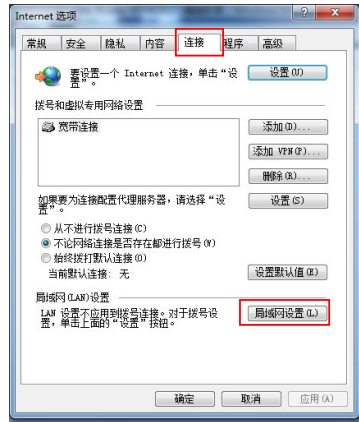 Internet 选项
常规 安全 隐私 内容 连接 程序 高级
要设置一个 Internet 连接，单击“设
置”。
设置(U)
拨号和虚拟专用网络设置
宽带连接
添加(D)...
添加 VPN(P)...
删除(R)...
如果要为连接配置代理服务器，请选择“设
置”。
设置(S)
从不进行拨号连接(C)
不论网络连接是否存在都进行拨号(W)
始终拨打默认连接(O)
当前默认连接： 无
设置默认值(E)
局域网(LAN)设置
LAN 设置不应用到拨号连接。对于拨号设
置，单击上面的“设置”按钮。
局域网设置(L)
确定 取消 应用(A)